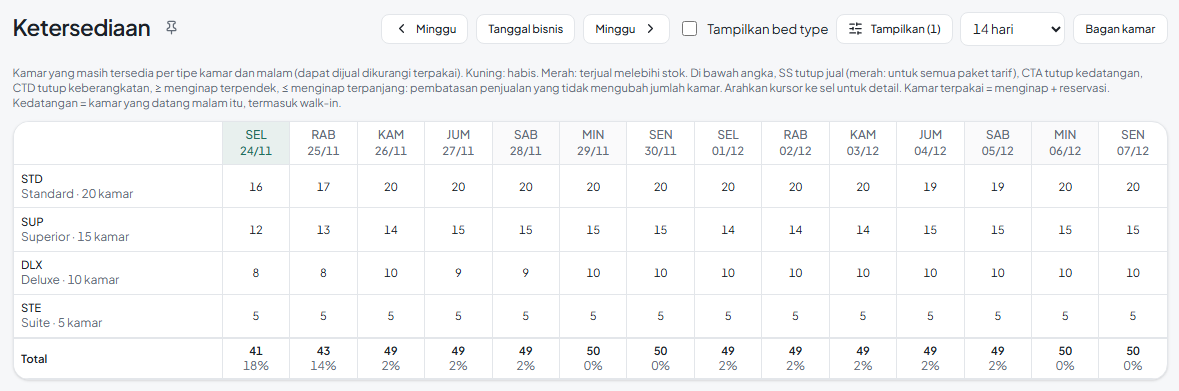 Ketersediaan
Minggu Tanggal bisnis Minggu Tampilkan bed type Tampilkan (1) 14 hari Bagan kamar
Kamar yang masih tersedia per tipe kamar dan malam (dapat dijual dikurangi terpakai). Kuning: habis. Merah: terjual melebihi stok. Di bawah angka, SS tutup jual (merah: untuk semua paket tarif), CTA tutup kedatangan,
CTD tutup keberangkatan, ≥ menginap terpendek, ≤ menginap terpanjang: pembatasan penjualan yang tidak mengubah jumlah kamar. Arahkan kursor ke sel untuk detail. Kamar terpakai = menginap + reservasi.
Kedatangan = kamar yang datang malam itu, termasuk walk-in.
SEL RAB KAM JUM SAB MIN SEN SEL RAB KAM JUM SAB MIN SEN
24/11 25/11 26/11 27/11 28/11 29/11 30/11 01/12 02/12 03/12 04/12 05/12 06/12 07/12
STD
Standard · 20 kamar 16 17 20 20 20 20 20 20 20 20 19 19 20 20
SUP
Superior · 15 kamar 12 13 14 15 15 15 15 14 14 14 15 15 15 15
DLX
Deluxe · 10 kamar 8 8 10 9 9 10 10 10 10 10 10 10 10 10
STE
Suite · 5 kamar 5 5 5 5 5 5 5 5 5 5 5 5 5 5
Total 41 43 49 49 49 50 50 49 49 49 49 49 50 50
18% 14% 2% 2% 2% 0% 0% 2% 2% 2% 2% 2% 0% 0%